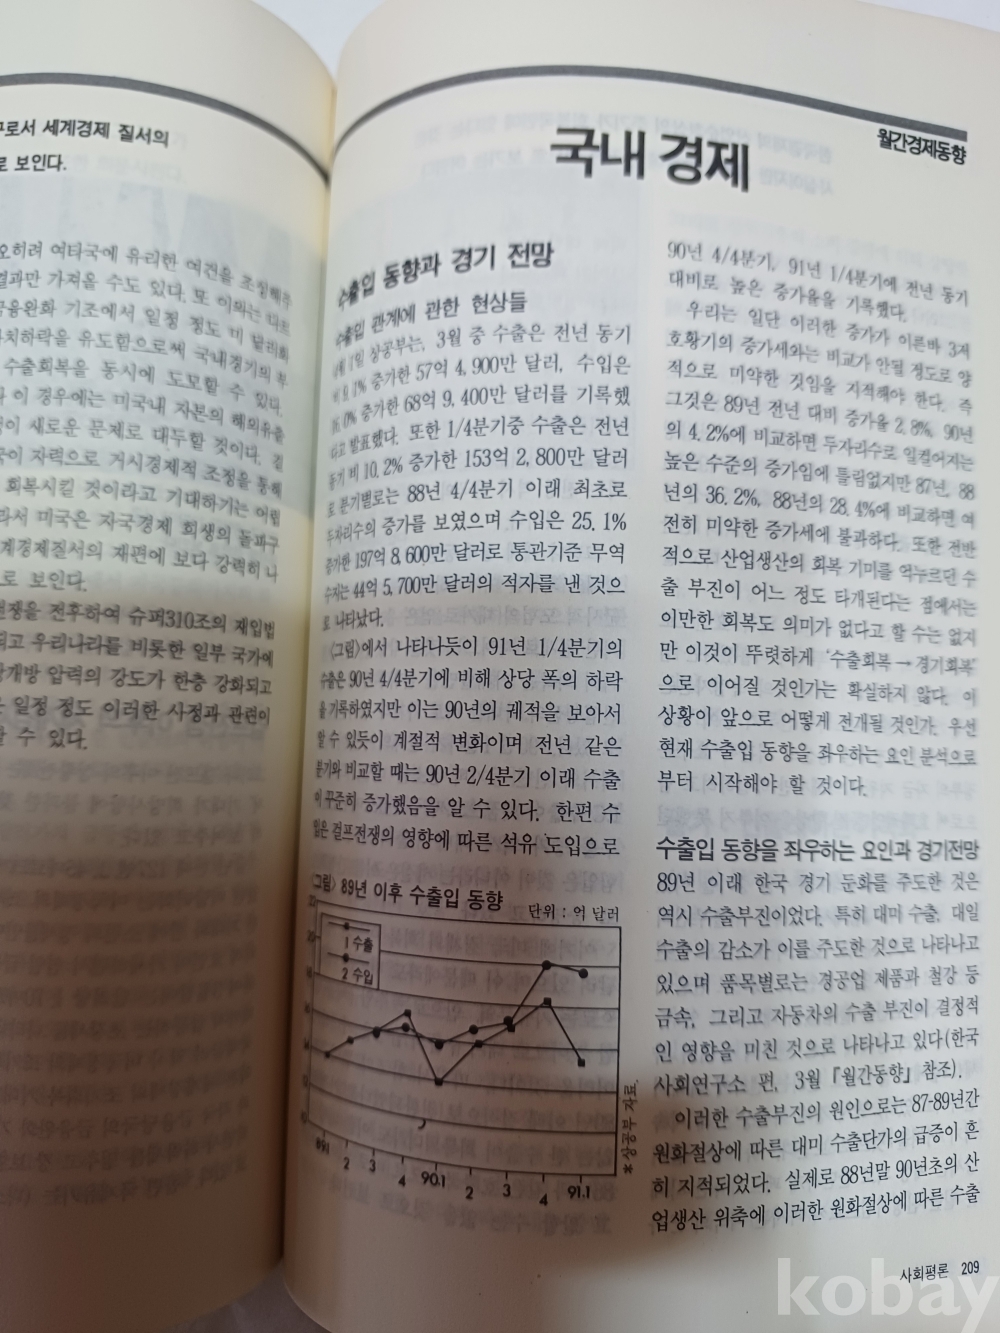 구로서 세계경제 질서의
로 보인다.
오히려 여타국에 유리한 여건을 조성해주
결과만 가져올 수도 있다. 또 이와는 다르
금융완화 기조에서 일정 정도 미 달러화
가치하락을 유도함으로써 국내경기의 부
수출회복을 동시에 도모할 수 있다.
이 경우에는 미국내 자본의 해외유출
이 새로운 문제로 대두할 것이다. 결
국이 자력으로 거시경제적 조정을 통해
회복시킬 것이라고 기대하기는 어렵
라서 미국은 자국경제 회생의 돌파구
계경제질서의 재편에 보다 강력히 나
로 보인다.
전쟁을 전후하여 슈퍼310조의 재입법
되고 우리나라를 비롯한 일부 국가에
개방 압력의 강도가 한층 강화되고
일정 정도 이러한 사정과 관련이
할 수 있다.
월간경제동향
국내 경제
수출입 동향과 경기 전망
수출입 관계에 관한 현상들
1일 상공부는, 3월 중 수출은 전년 동기
증가한 57억 4,900만 달러, 수입은
증가한 68억 9,400만 달러를 기록했
다고 발표했다. 또한 1/4분기중 수출은 전년
동기 비 10.2% 증가한 153억 2,800만 달러
로 분기별로는 88년 4/4분기 이래 최초로
두자리수의 증가를 보였으며 수입은 25.1%
증가한 197억 8,600만 달러로 통관기준 무역
수지는 44억 5,700만 달러의 적자를 낸 것으
로 나타났다.
〈그림〉에서 나타나듯이 91년 1/4분기의
수출은 90년 4/4분기에 비해 상당 폭의 하락
을 기록하였지만 이는 90년의 궤적을 보아서
알 수 있듯이 계절적 변화이며 전년 같은
분기와 비교할 때는 90년 2/4분기 이래 수출
이 꾸준히 증가했음을 알 수 있다. 한편 수
입은 걸프전쟁의 영향에 따른 석유 도입으로
〈그림〉 89년 이후 수출입 동향
단위 : 억 달러
1 수출
2 수입
89.1 2 3 4 90.1 2 3 4 91.1
* 상공부 자료.
90년 4/4분기, 91년 1/4분기에 전년 동기
대비로 높은 증가율을 기록했다.
우리는 일단 이러한 증가가 이른바 3저
호황기의 증가세와는 비교가 안될 정도로 양
적으로 미약한 것임을 지적해야 한다. 즉
그것은 89년 전년 대비 증가율 2.8%, 90년
의 4.2%에 비교하면 두자리수로 일컬어지는
높은 수준의 증가임에 틀림없지만 87년, 88
년의 36.2%, 88년의 28.4%에 비교하면 여
전히 미약한 증가세에 불과하다. 또한 전반
적으로 산업생산의 회복 기미를 억누르던 수
출 부진이 어느 정도 타개된다는 점에서는
이만한 회복도 의미가 없다고 할 수는 없지
만 이것이 뚜렷하게 '수출회복→경기회복'
으로 이어질 것인가는 확실하지 않다. 이
상황이 앞으로 어떻게 전개될 것인가. 우선
현재 수출입 동향을 좌우하는 요인 분석으로
부터 시작해야 할 것이다.
수출입 동향을 좌우하는 요인과 경기전망
89년 이래 한국 경기 둔화를 주도한 것은
역시 수출부진이었다. 특히 대미 수출, 대일
수출의 감소가 이를 주도한 것으로 나타나고
있으며 품목별로는 경공업 제품과 철강 등
금속, 그리고 자동차의 수출 부진이 결정적
인 영향을 미친 것으로 나타나고 있다(한국
사회연구소 편, 3월 『월간동향』 참조).
이러한 수출부진의 원인으로는 87-89년간
원화절상에 따른 대미 수출단가의 급증이 흔
히 지적되었다. 실제로 88년말 90년초의 산
업생산 위축에 이러한 원화절상에 따른 수출
사회평론 209
kobay